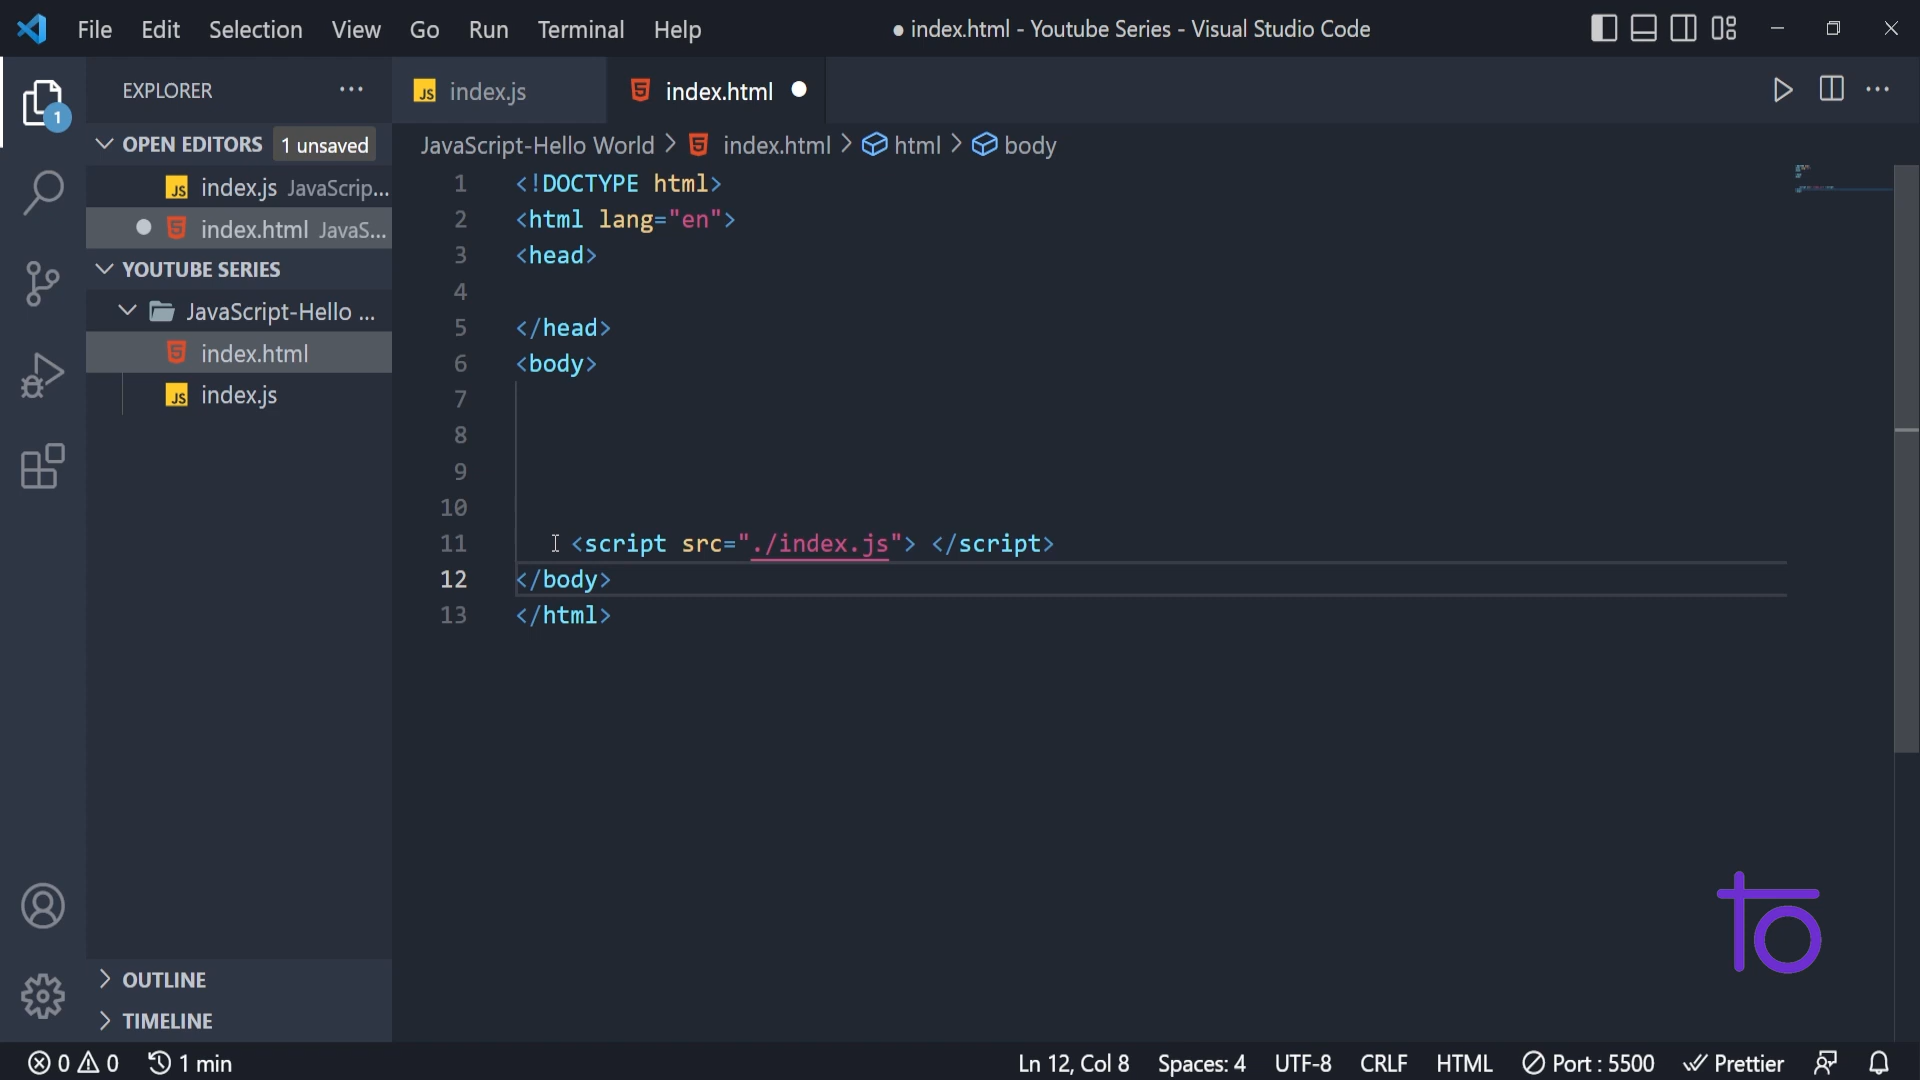 File Edit Selection View Go Run Terminal Help
● index.html - Youtube Series - Visual Studio Code
EXPLORER
1
OPEN EDITORS 1 unsaved
index.js JavaScrip...
index.html JavaS...
YOUTUBE SERIES
JavaScript-Hello ...
index.html
index.js
OUTLINE
TIMELINE
index.js
index.html
JavaScript-Hello World > index.html > html > body
1 <!DOCTYPE html>
2 <html lang="en">
3 <head>
4
5 </head>
6 <body>
7
8
9
10
11 <script src="./index.js"> </script>
12 </body>
13 </html>
to
0 0 1 min
Ln 12, Col 8 Spaces: 4 UTF-8 CRLF HTML Port : 5500 Prettier